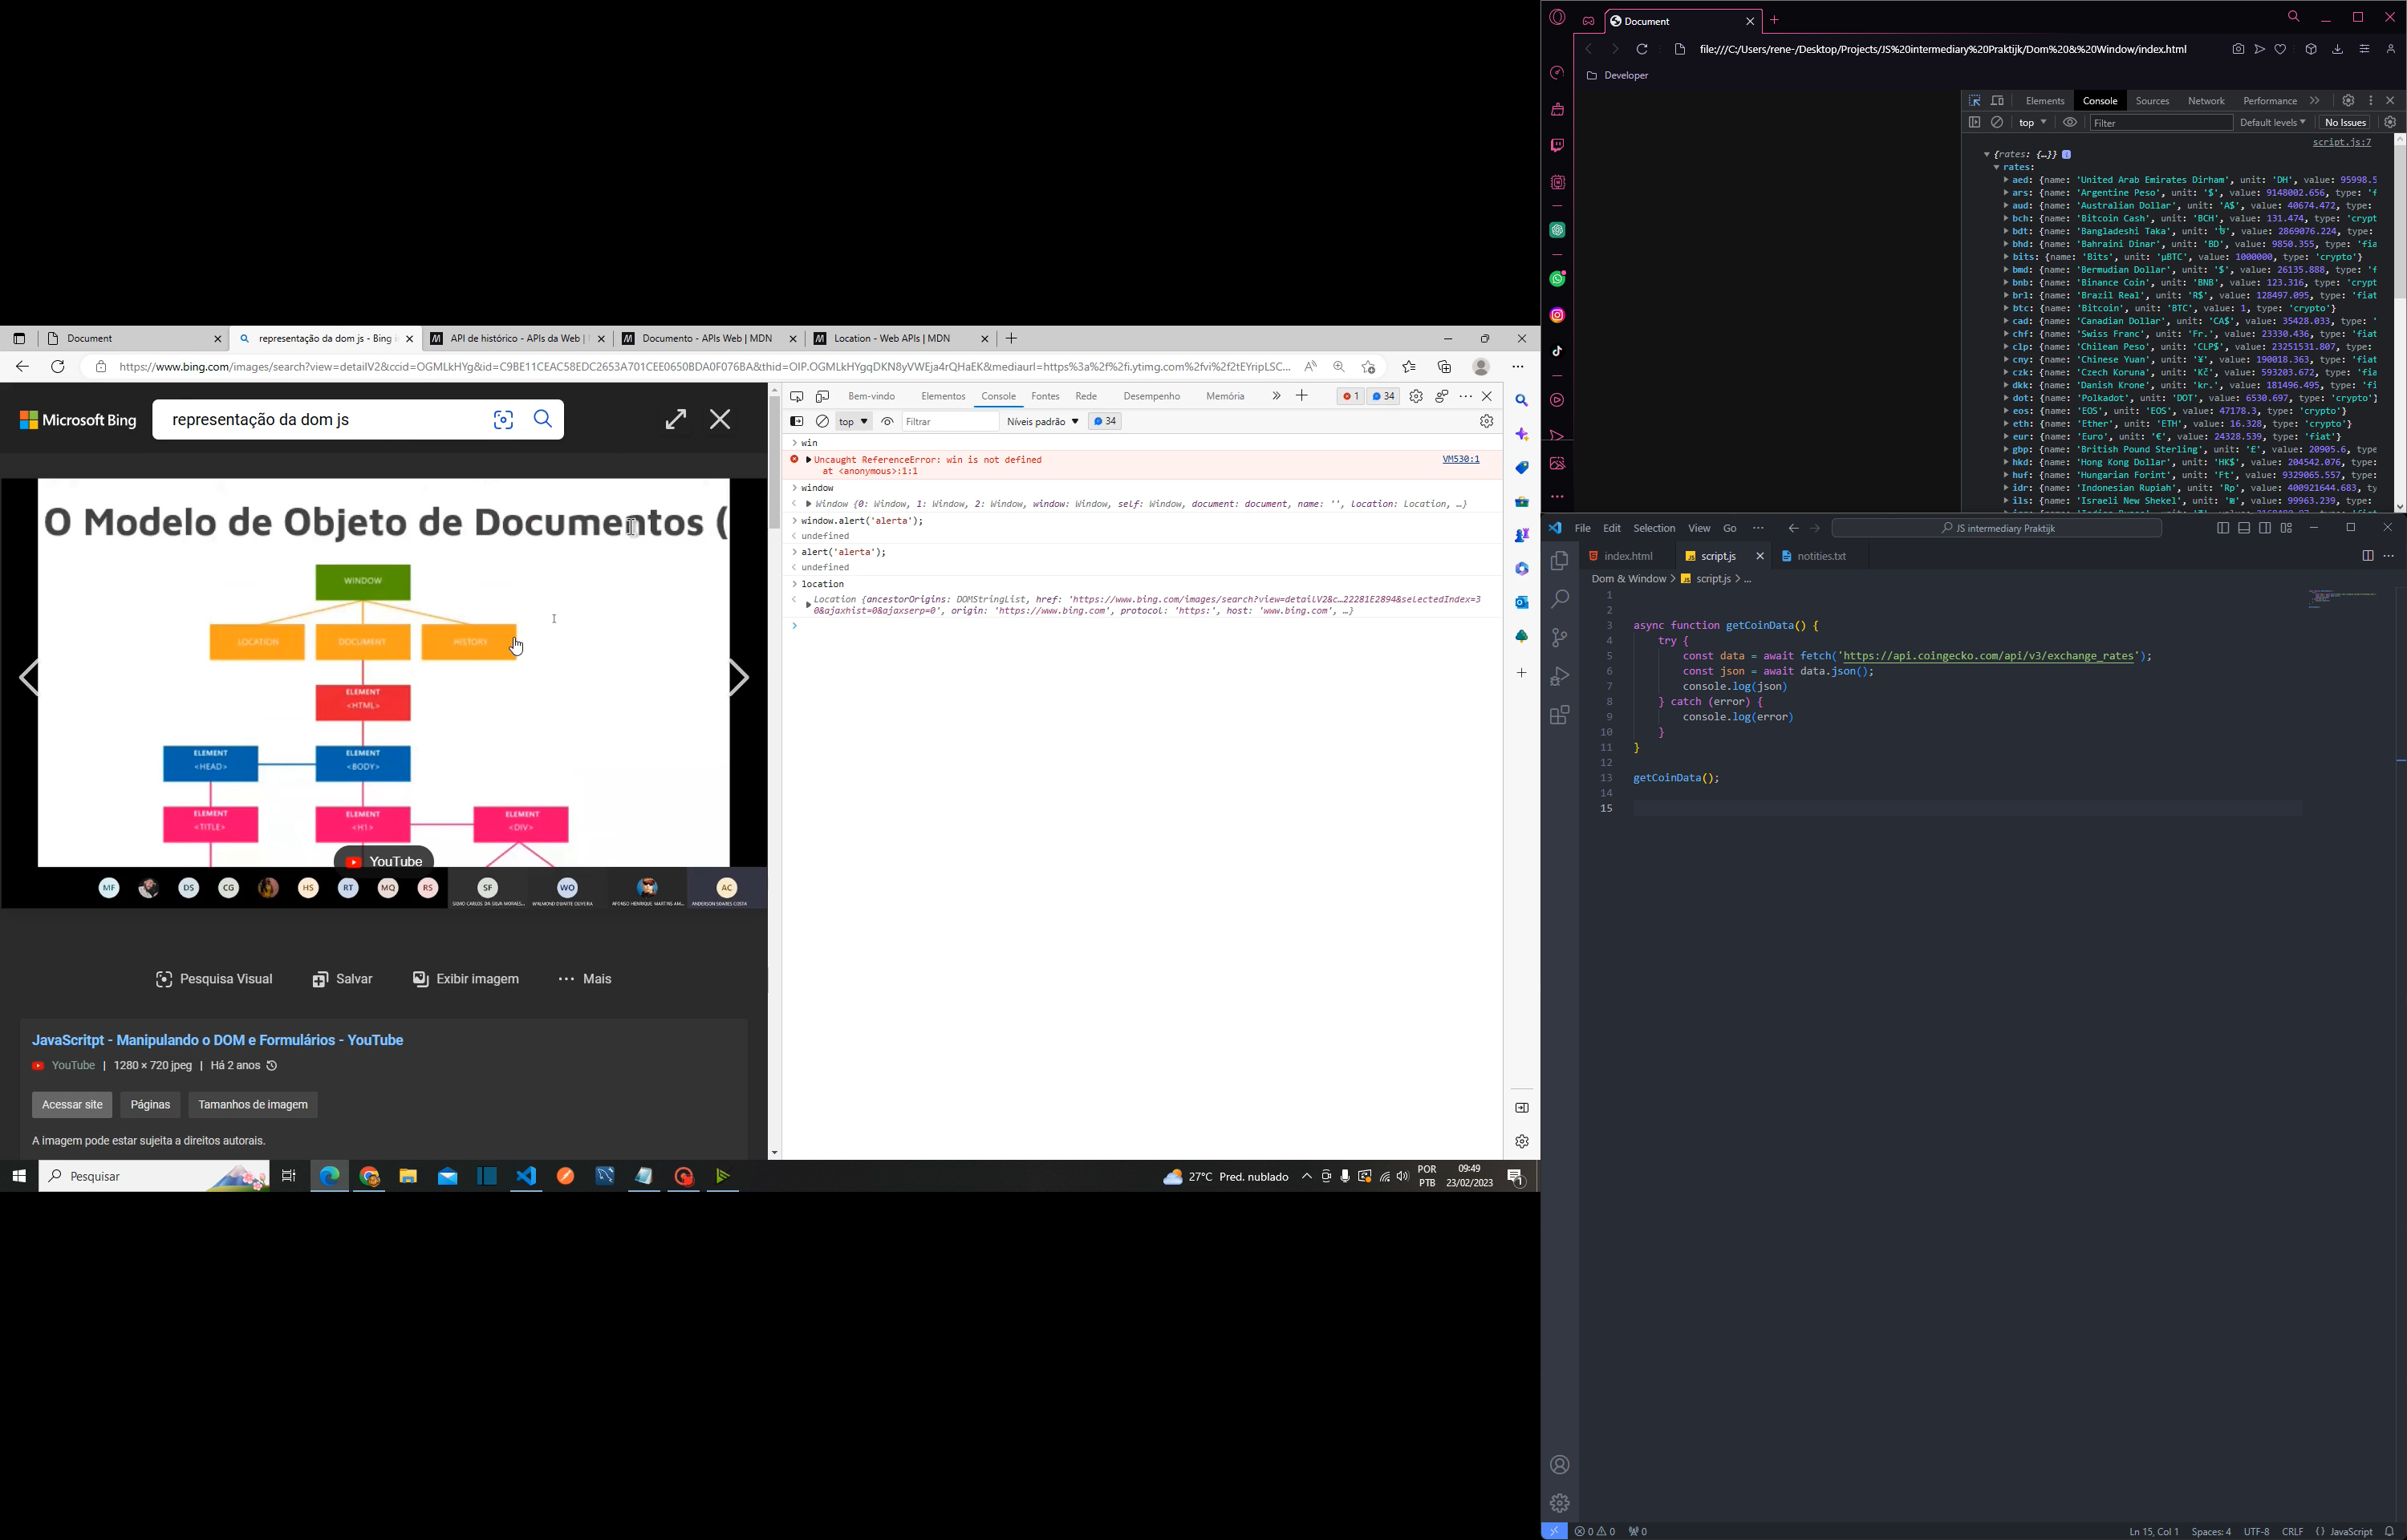 Document
representação da dom js - Bing
API de histórico - APIs da Web |
Documento - APIs Web | MDN
Location - Web APIs | MDN
https://www.bing.com/images/search?view=detailV2&ccid=OGMLkHYg&id=C9BE11CEAC58EDC2653A701CEE0650BDA0F076BA&thid=OIP.OGMLkHYgqDKN8yVWEja4rQHaEK&mediaurl=https%3a%2f%2fi.ytimg.com%2fvi%2f2tEYripLSC...
Microsoft Bing
representação da dom js
O Modelo de Objeto de Documentos (
WINDOW
LOCATION
DOCUMENT
HISTORY
ELEMENT
<HTML>
ELEMENT
<HEAD>
ELEMENT
<BODY>
ELEMENT
<TITLE>
ELEMENT
<H1>
ELEMENT
<DIV>
YouTube
MF DS CG HS RT MQ RS SF WO AC
SILVIO CARLOS DA SILVA MORAES...
WALMOND DUARTE OLIVEIRA
AFONSO HENRIQUE MARTINS AM...
ANDERSON SOARES COSTA
Pesquisa Visual
Salvar
Exibir imagem
Mais
JavaScritpt - Manipulando o DOM e Formulários - YouTube
YouTube | 1280 × 720 jpeg | Há 2 anos
Acessar site
Páginas
Tamanhos de imagem
A imagem pode estar sujeita a direitos autorais.
Bem-vindo Elementos Console Fontes Rede Desempenho Memória
1 34
top Filtrar Níveis padrão 34
win
Uncaught ReferenceError: win is not defined
at <anonymous>:1:1
VM530:1
window
Window {0: Window, 1: Window, 2: Window, window: Window, self: Window, document: document, name: '', location: Location, …}
window.alert('alerta');
undefined
alert('alerta');
undefined
location
Location {ancestorOrigins: DOMStringList, href: 'https://www.bing.com/images/search?view=detailV2&c…22281E2894&selectedIndex=3
0&ajaxhist=0&ajaxserp=0', origin: 'https://www.bing.com', protocol: 'https:', host: 'www.bing.com', …}
Pesquisar
27°C Pred. nublado
POR
PTB
09:49
23/02/2023
1
Document
file:///C:/Users/rene-/Desktop/Projects/JS%20intermediary%20Praktijk/Dom%20&%20Window/index.html
Developer
Elements Console Sources Network Performance
top Filter Default levels No Issues
script.js:7
{rates: {…}}
rates:
aed: {name: 'United Arab Emirates Dirham', unit: 'DH', value: 95998.5
ars: {name: 'Argentine Peso', unit: '$', value: 9148002.656, type: 'f
aud: {name: 'Australian Dollar', unit: 'A$', value: 40674.472, type:
bch: {name: 'Bitcoin Cash', unit: 'BCH', value: 131.474, type: 'crypt
bdt: {name: 'Bangladeshi Taka', unit: '৳', value: 2869076.224, type:
bhd: {name: 'Bahraini Dinar', unit: 'BD', value: 9850.355, type: 'fia
bits: {name: 'Bits', unit: 'μBTC', value: 1000000, type: 'crypto'}
bmd: {name: 'Bermudian Dollar', unit: '$', value: 26135.888, type: 'f
bnb: {name: 'Binance Coin', unit: 'BNB', value: 123.316, type: 'crypt
brl: {name: 'Brazil Real', unit: 'R$', value: 128497.095, type: 'fiat
btc: {name: 'Bitcoin', unit: 'BTC', value: 1, type: 'crypto'}
cad: {name: 'Canadian Dollar', unit: 'CA$', value: 35428.033, type: '
chf: {name: 'Swiss Franc', unit: 'Fr.', value: 23330.436, type: 'fiat
clp: {name: 'Chilean Peso', unit: 'CLP$', value: 23251531.807, type:
cny: {name: 'Chinese Yuan', unit: '¥', value: 190018.363, type: 'fiat
czk: {name: 'Czech Koruna', unit: 'Kč', value: 593203.672, type: 'fia
dkk: {name: 'Danish Krone', unit: 'kr.', value: 181496.495, type: 'fi
dot: {name: 'Polkadot', unit: 'DOT', value: 6530.697, type: 'crypto'}
eos: {name: 'EOS', unit: 'EOS', value: 47178.3, type: 'crypto'}
eth: {name: 'Ether', unit: 'ETH', value: 16.328, type: 'crypto'}
eur: {name: 'Euro', unit: '€', value: 24328.539, type: 'fiat'}
gbp: {name: 'British Pound Sterling', unit: '£', value: 20905.6, type:
hkd: {name: 'Hong Kong Dollar', unit: 'HK$', value: 204542.076, type:
huf: {name: 'Hungarian Forint', unit: 'Ft', value: 9329065.557, type:
idr: {name: 'Indonesian Rupiah', unit: 'Rp', value: 400921644.683, ty
ils: {name: 'Israeli New Shekel', unit: '₪', value: 99963.239, type:
File Edit Selection View Go
JS intermediary Praktijk
index.html
script.js
notities.txt
Dom & Window > script.js > ...
1
2
3 async function getCoinData() {
4 try {
5 const data = await fetch('https://api.coingecko.com/api/v3/exchange_rates');
6 const json = await data.json();
7 console.log(json)
8 } catch (error) {
9 console.log(error)
10 }
11 }
12
13 getCoinData();
14
15
0 0 0
Ln 15, Col 1 Spaces: 4 UTF-8 CRLF {} JavaScript